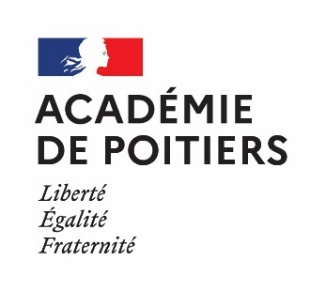 ACADÉMIE
DE POITIERS
Liberté
Égalité
Fraternité